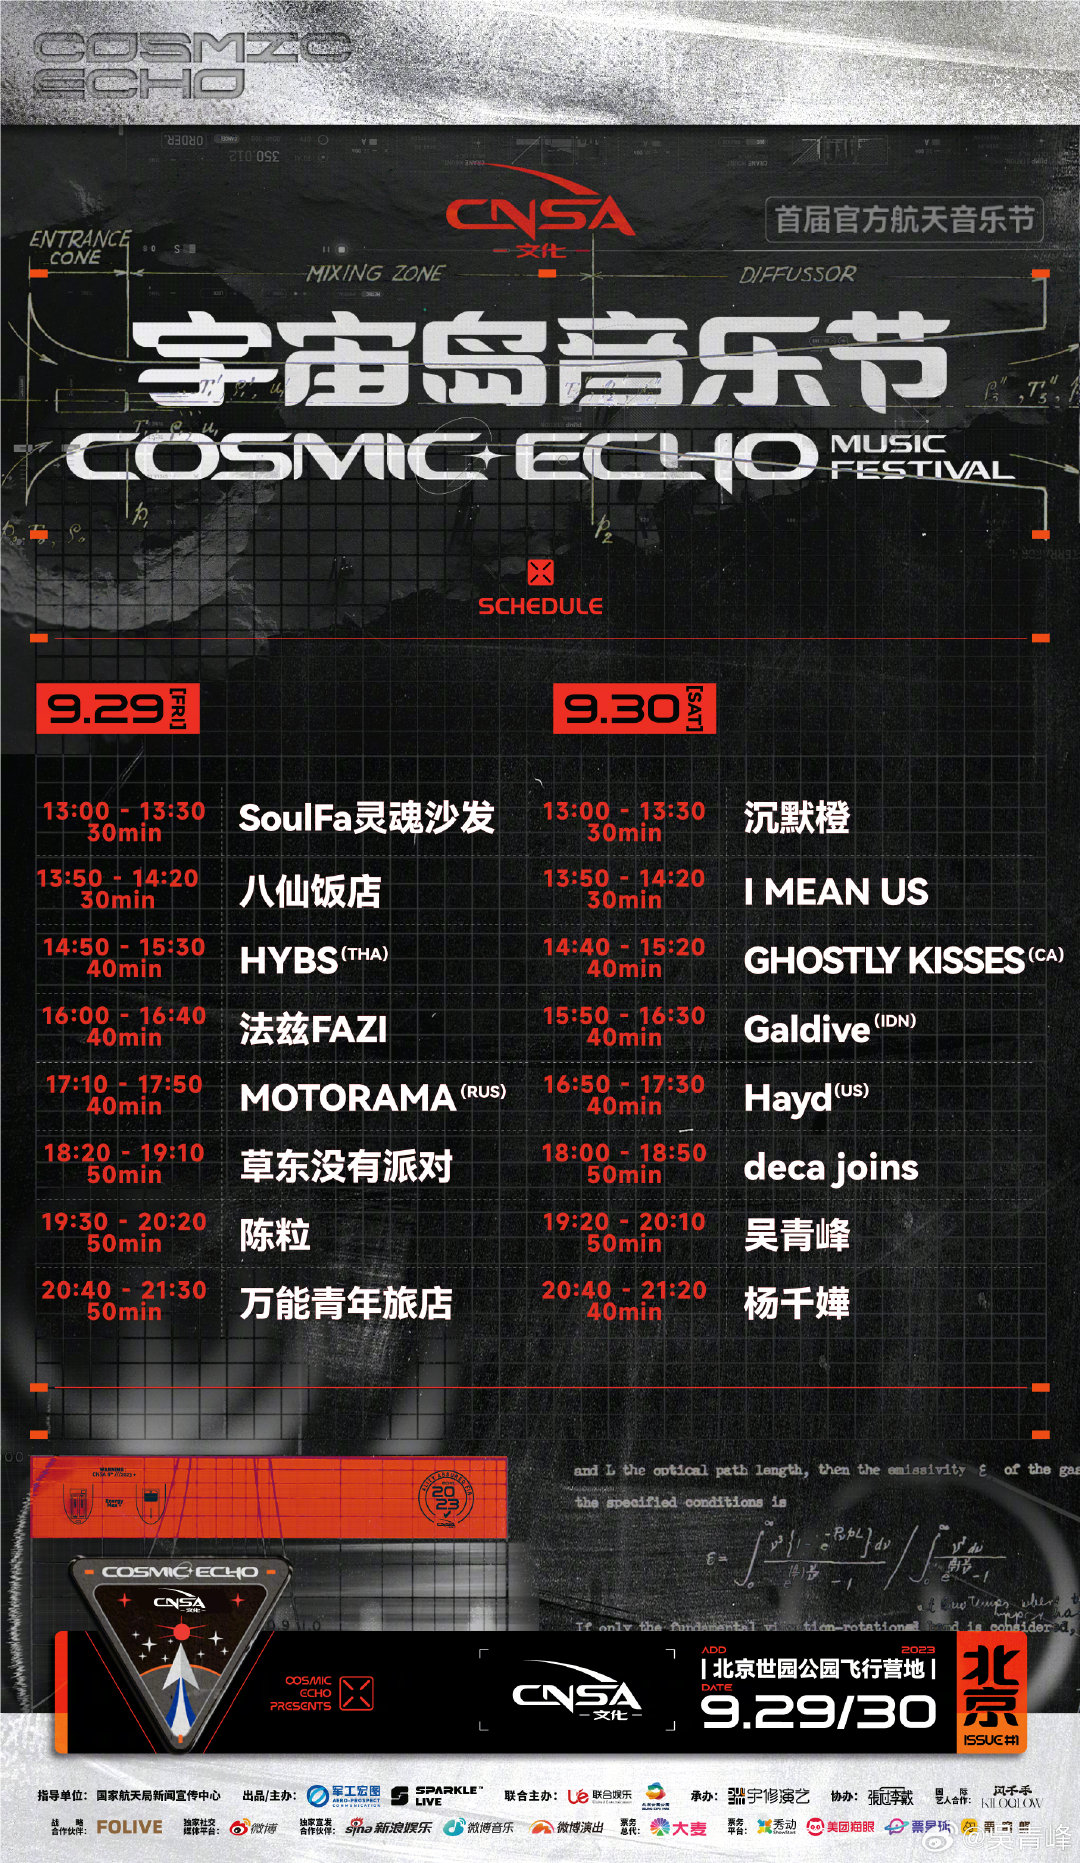 COSMIC
ECHO
ORDER
350.012
CNSA
文化
首届官方航天音乐节
ENTRANCE
CONE
MIXING ZONE
DIFFUSSOR
宇宙岛音乐节
COSMIC ECHO MUSIC
FESTIVAL
SCHEDULE
9.29 [FRI]
13:00 - 13:30
30min
SoulFa灵魂沙发
13:50 - 14:20
30min
八仙饭店
14:50 - 15:30
40min
HYBS (THA)
16:00 - 16:40
40min
法兹FAZI
17:10 - 17:50
40min
MOTORAMA (RUS)
18:20 - 19:10
50min
草东没有派对
19:30 - 20:20
50min
陈粒
20:40 - 21:30
50min
万能青年旅店
9.30 [SAT]
13:00 - 13:30
30min
沉默橙
13:50 - 14:20
30min
I MEAN US
14:40 - 15:20
40min
GHOSTLY KISSES (CA)
15:50 - 16:30
40min
Galdive (IDN)
16:50 - 17:30
40min
Hayd (US)
18:00 - 18:50
50min
deca joins
19:20 - 20:10
50min
吴青峰
20:40 - 21:20
40min
杨千嬅
and L the optical path length, then the emissivity ε of the gas
the specified conditions is
If only the fundamental vibration-rotational band is considered,
2023
COSMIC ECHO
CNSA
文化
COSMIC
ECHO
PRESENTS
CNSA
文化
ADD 2023
北京世园公园飞行营地
DATE
9.29/30
北京
ISSUE #1
指导单位: 国家航天局新闻宣传中心 出品/主办: 军工宏图 SPARKLE LIVE 联合主办: 联合娱乐 承办: 宇修演艺 协办: 張冠李戴 国际艺人合作: 风千季 KILOGLOW
战略合作伙伴: FOLIVE 独家社交媒体平台: 微博 独家宣发合作伙伴: sina新浪娱乐 微博音乐 微博演出 票务总代: 大麦 票务平台: 秀动 美团猫眼 票星球
@吴青峰